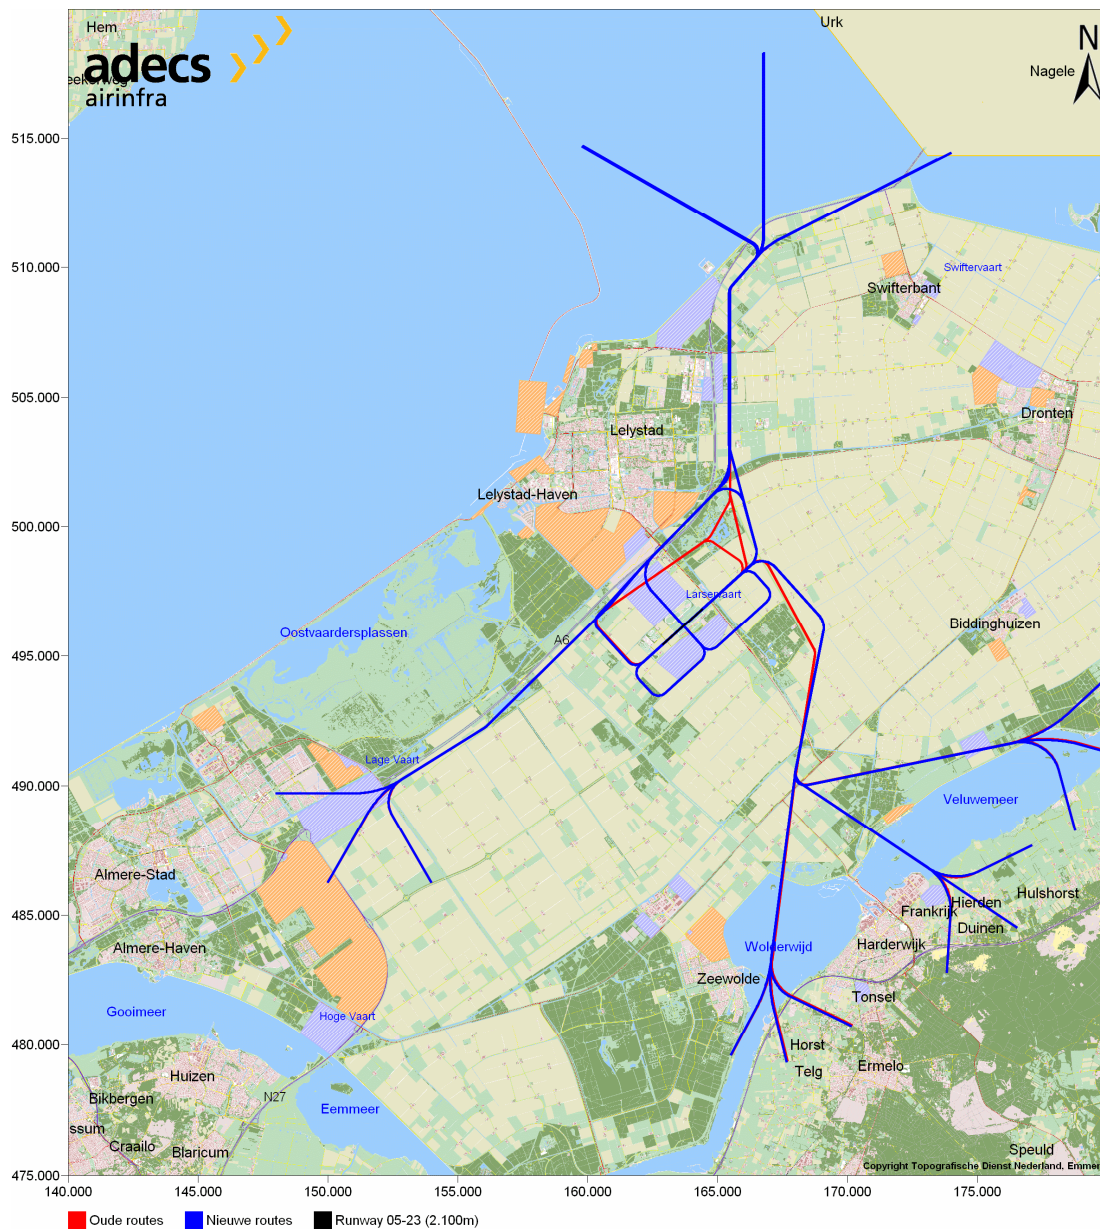 Hem
Urk
N
adecs
airinfra
Nagele
515.000
510.000
Swiftervaart
Swifterbant
505.000
Dronten
Lelystad
Lelystad-Haven
500.000
Larservaart
Biddinghuizen
Oostvaardersplassen
A6
495.000
Lage Vaart
490.000
Veluwemeer
Almere-Stad
Hulshorst
Hierden
Frankrijk
485.000
Duinen
Almere-Haven
Wolderwijd
Harderwijk
Zeewolde
Tonsel
Gooimeer
Hoge Vaart
480.000
Horst
Ermelo
Telg
Huizen
N27
Bikbergen
Eemmeer
ssum
Craailo
Blaricum
Speuld
Copyright Topografische Dienst Nederland, Emmen
475.000
140.000 145.000 150.000 155.000 160.000 165.000 170.000 175.000
Oude routes Nieuwe routes Runway 05-23 (2.100m)